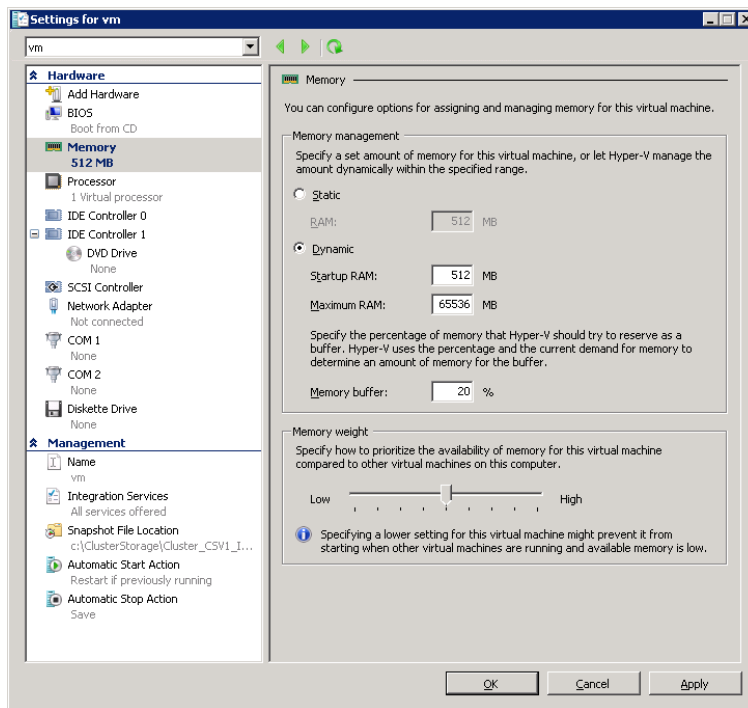 Settings for vm
vm
Hardware
Add Hardware
BIOS
Boot from CD
Memory
512 MB
Processor
1 Virtual processor
IDE Controller 0
IDE Controller 1
DVD Drive
None
SCSI Controller
Network Adapter
Not connected
COM 1
None
COM 2
None
Diskette Drive
None
Management
Name
vm
Integration Services
All services offered
Snapshot File Location
c:\ClusterStorage\Cluster_CSV1_I...
Automatic Start Action
Restart if previously running
Automatic Stop Action
Save
Memory
You can configure options for assigning and managing memory for this virtual machine.
Memory management
Specify a set amount of memory for this virtual machine, or let Hyper-V manage the
amount dynamically within the specified range.
Static
RAM: 512 MB
Dynamic
Startup RAM: 512 MB
Maximum RAM: 65536 MB
Specify the percentage of memory that Hyper-V should try to reserve as a
buffer. Hyper-V uses the percentage and the current demand for memory to
determine an amount of memory for the buffer.
Memory buffer: 20 %
Memory weight
Specify how to prioritize the availability of memory for this virtual machine
compared to other virtual machines on this computer.
Low High
Specifying a lower setting for this virtual machine might prevent it from
starting when other virtual machines are running and available memory is low.
OK Cancel Apply